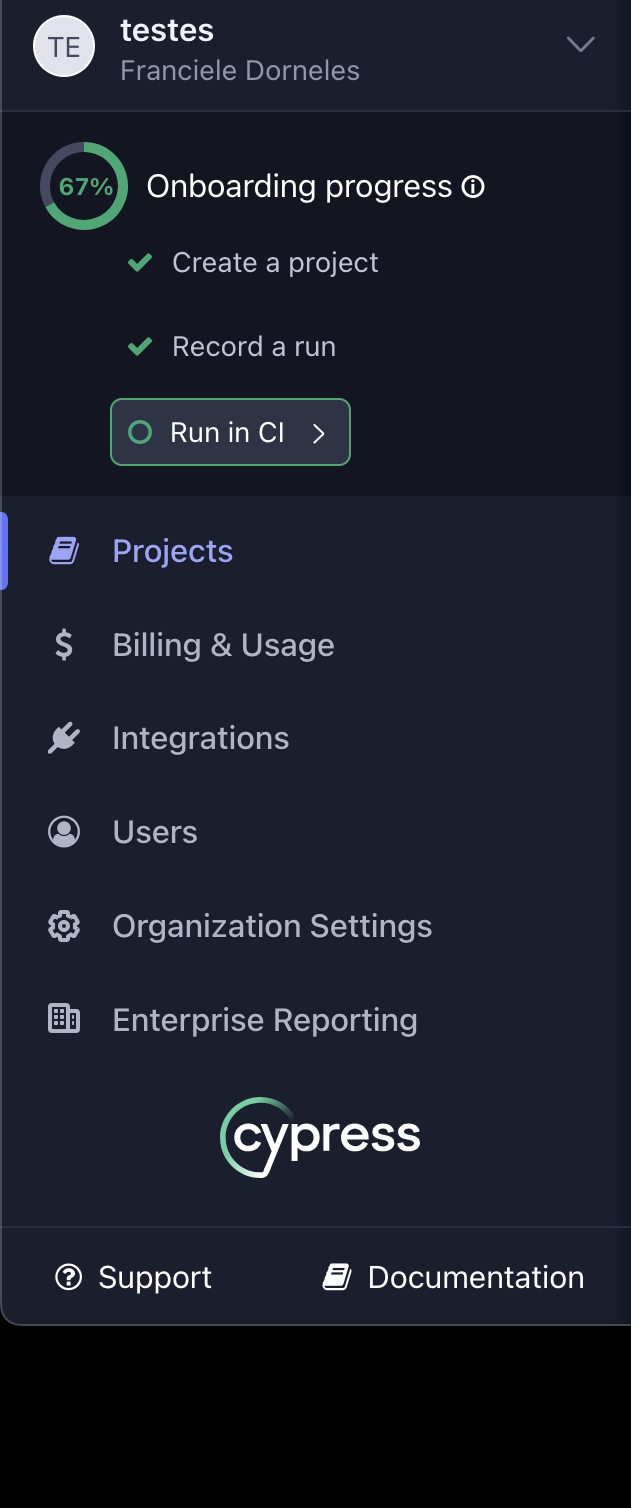 TE
testes
Franciele Dorneles
67%
Onboarding progress
Create a project
Record a run
Run in CI
Projects
$ Billing & Usage
Integrations
Users
Organization Settings
Enterprise Reporting
cypress
Support
Documentation